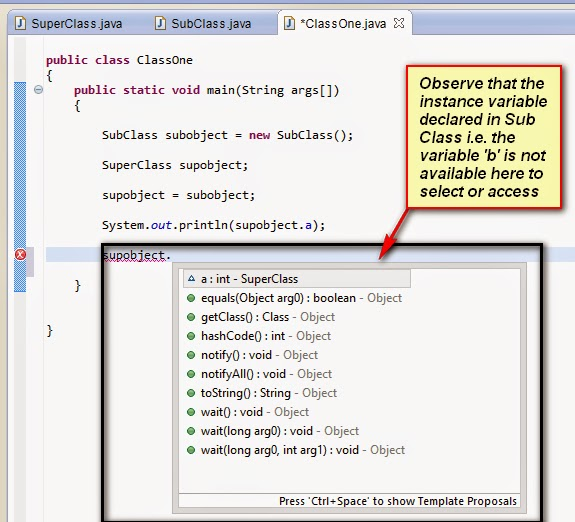 SuperClass.java SubClass.java *ClassOne.java
public class ClassOne
{
public static void main(String args[])
{
SubClass subobject = new SubClass();
SuperClass supobject;
supobject = subobject;
System.out.println(supobject.a);
supobject.
}
}
Observe that the
instance variable
declared in Sub
Class i.e. the
variable 'b' is not
available here to
select or access
a : int - SuperClass
equals(Object arg0) : boolean - Object
getClass() : Class - Object
hashCode() : int - Object
notify() : void - Object
notifyAll() : void - Object
toString() : String - Object
wait() : void - Object
wait(long arg0) : void - Object
wait(long arg0, int arg1) : void - Object
Press 'Ctrl+Space' to show Template Proposals